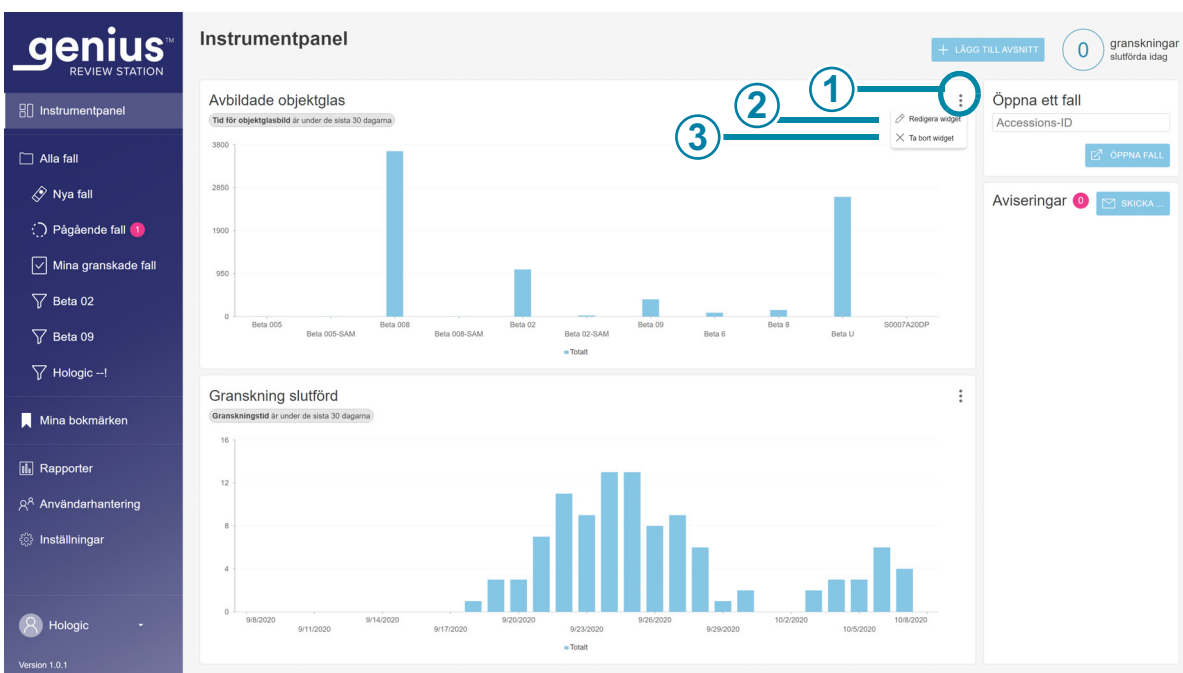 genius™
REVIEW STATION
Instrumentpanel
Alla fall
Nya fall
Pågående fall 1
Mina granskade fall
Beta 02
Beta 09
Hologic --!
Mina bokmärken
Rapporter
Användarhantering
Inställningar
Hologic
Version 1.0.1
Instrumentpanel
+ LÄGG TILL AVSNITT
0
granskningar
slutförda idag
Avbildade objektglas
Tid för objektglasbild är under de sista 30 dagarna
1
2
3
Redigera widget
Ta bort widget
3800
2850
1900
950
0
Beta 005
Beta 005-SAM
Beta 008
Beta 008-SAM
Beta 02
Beta 02-SAM
Beta 09
Beta 6
Beta 8
Beta U
S0007A20DP
Totalt
Granskning slutförd
Granskningstid är under de sista 30 dagarna
16
12
8
4
0
9/8/2020
9/11/2020
9/14/2020
9/17/2020
9/20/2020
9/23/2020
9/26/2020
9/29/2020
10/2/2020
10/5/2020
10/8/2020
Totalt
Öppna ett fall
Accessions-ID
ÖPPNA FALL
Aviseringar 0
SKICKA ...